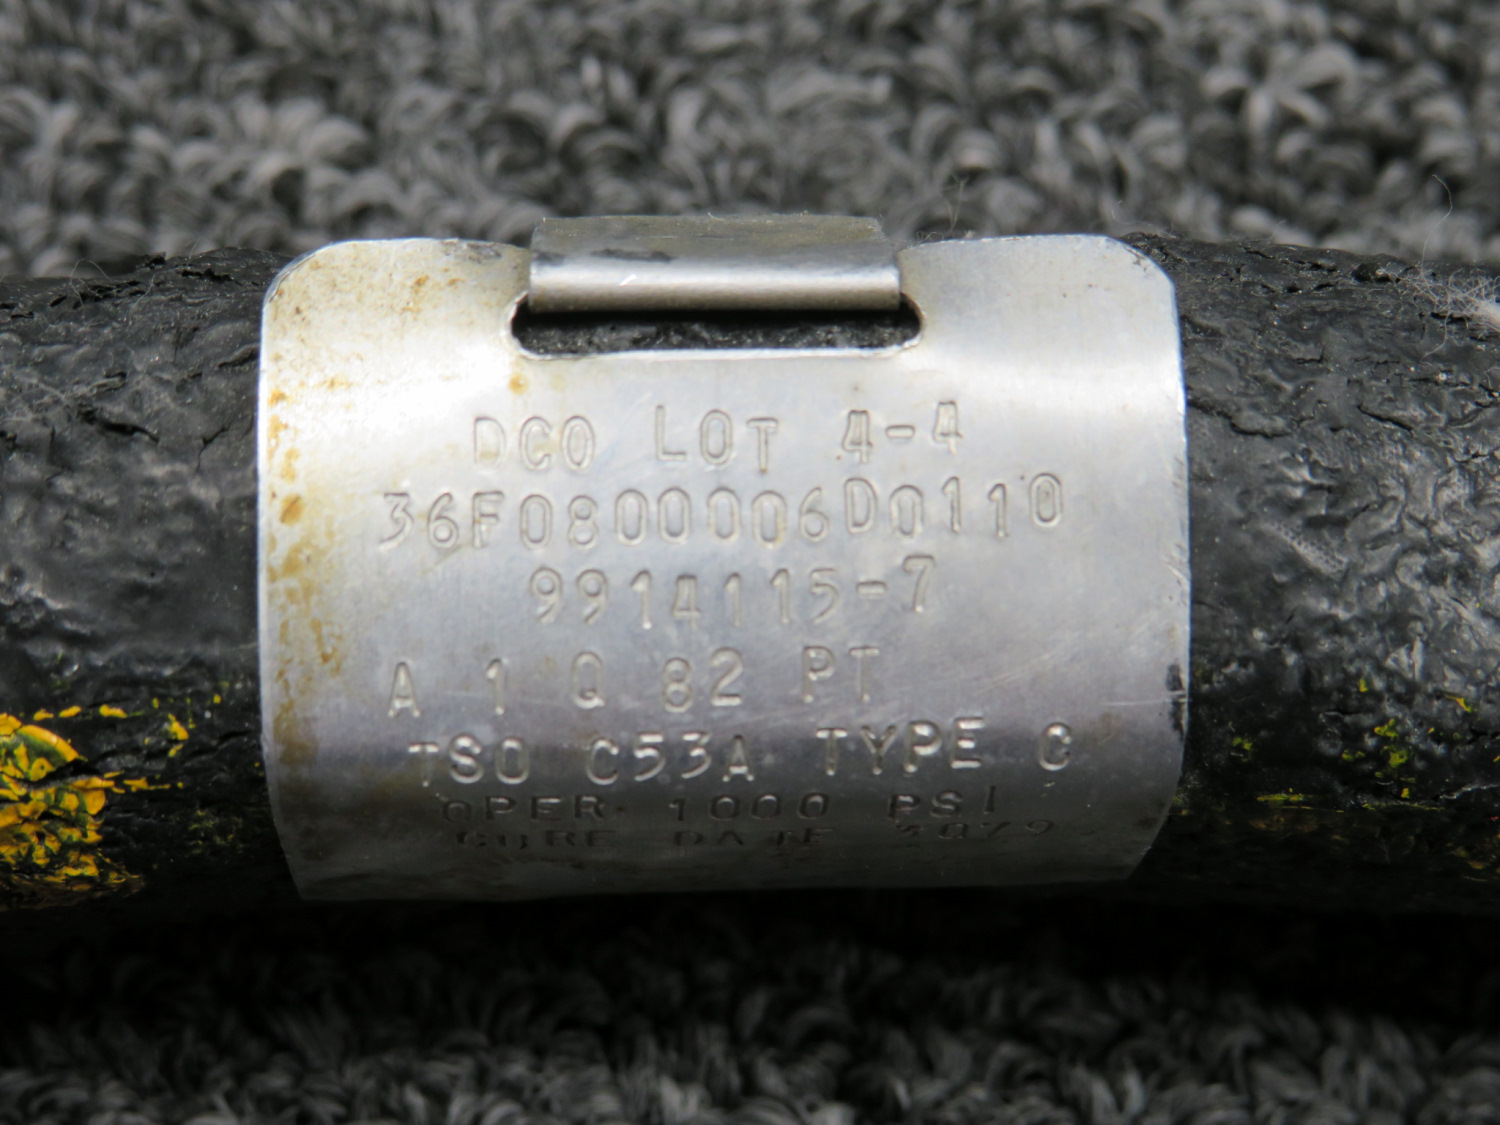 DCO LOT 4-4
36F0800006D0110
9914115-7
A 1 Q 82 PT
TSO C53A TYPE C
OPER 1000 PSI
CURE DATE